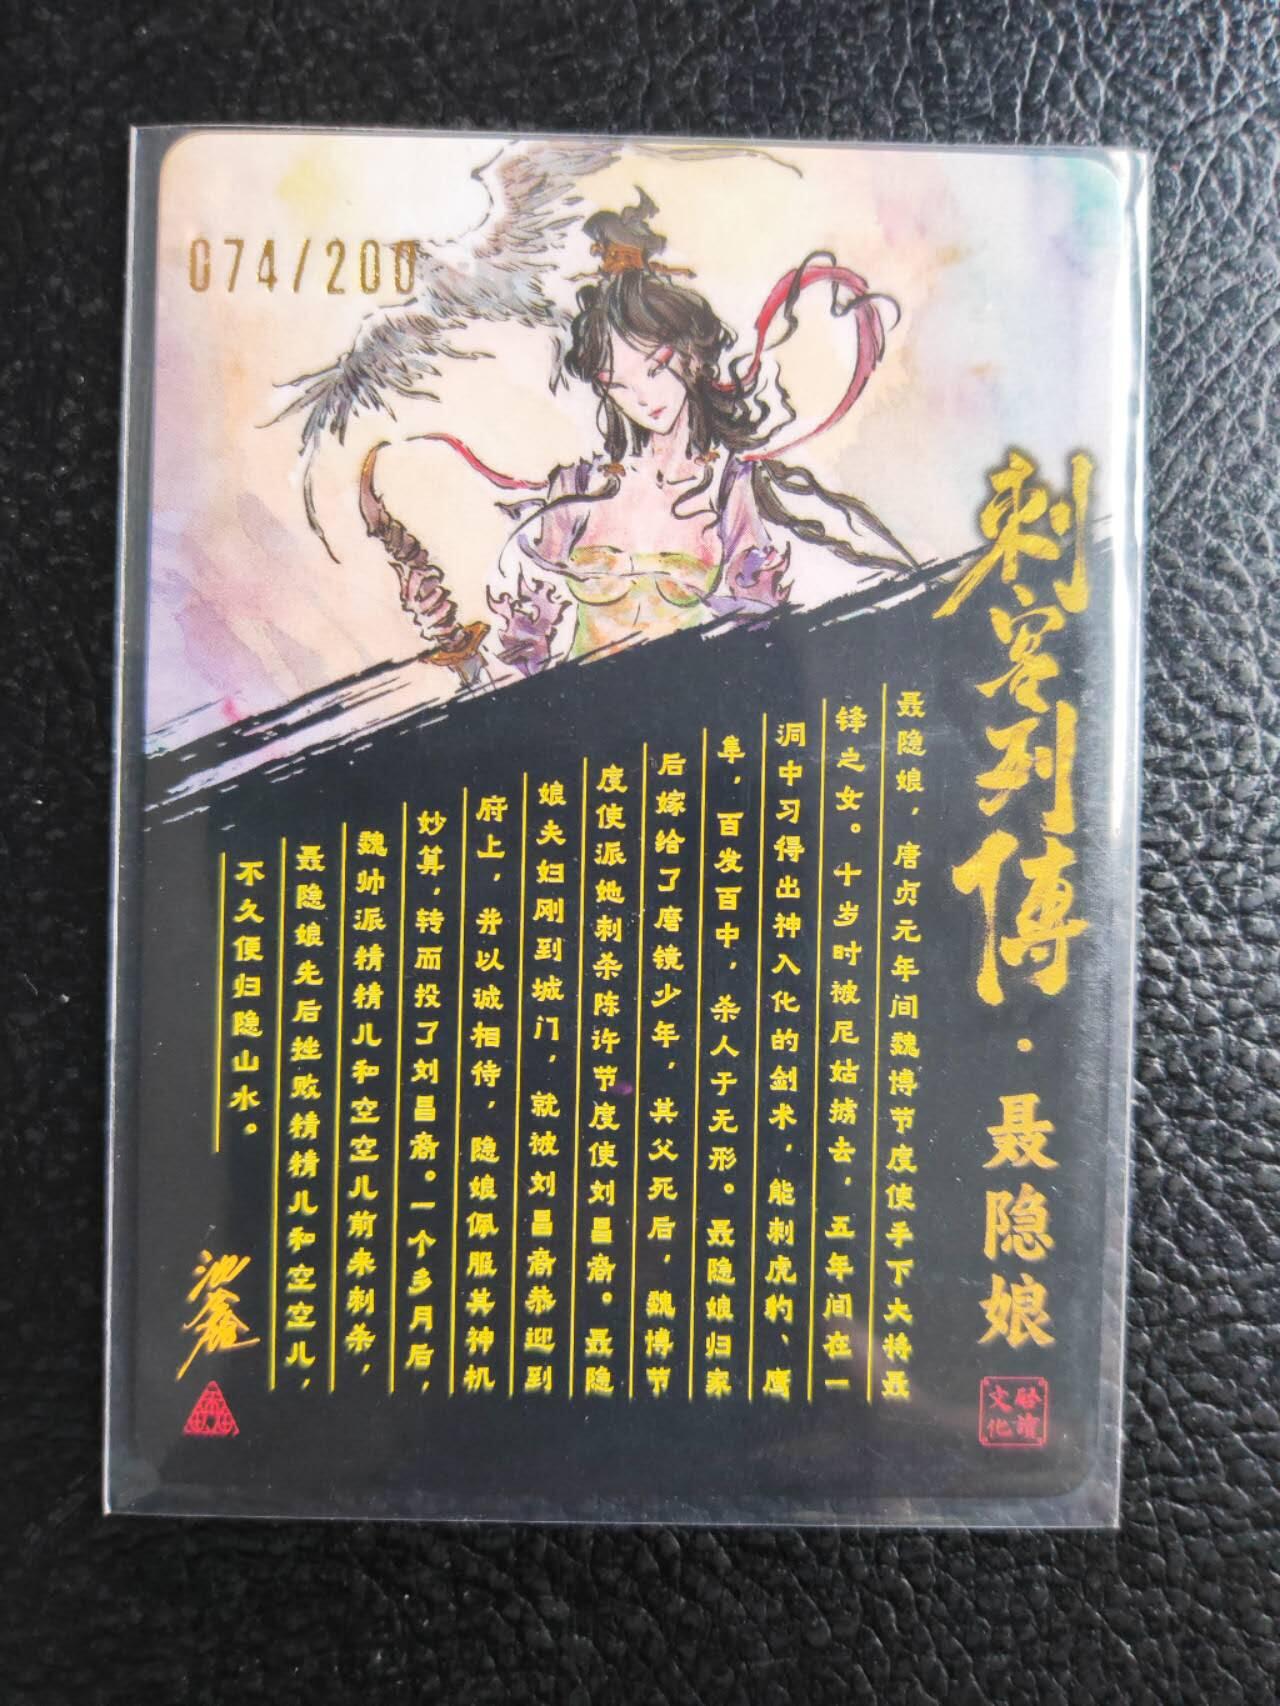 074/200
刺客列傳·聂隐娘
聂隐娘，唐贞元年间魏博节度使手下大将聂
锋之女。十岁时被尼姑掳去，五年间在一
洞中习得出神入化的剑术，能刺虎豹、鹰
隼，百发百中，杀人于无形。聂隐娘归家
后嫁给了磨镜少年，其父死后，魏博节
度使派她刺杀陈许节度使刘昌裔。聂隐
娘夫妇刚到城门，就被刘昌裔恭迎到
府上，并以诚相待，隐娘佩服其神机
妙算，转而投了刘昌裔。一个多月后，
魏帅派精精儿和空空儿前来刺杀，
聂隐娘先后挫败精精儿和空空儿，
不久便归隐山水。
文化